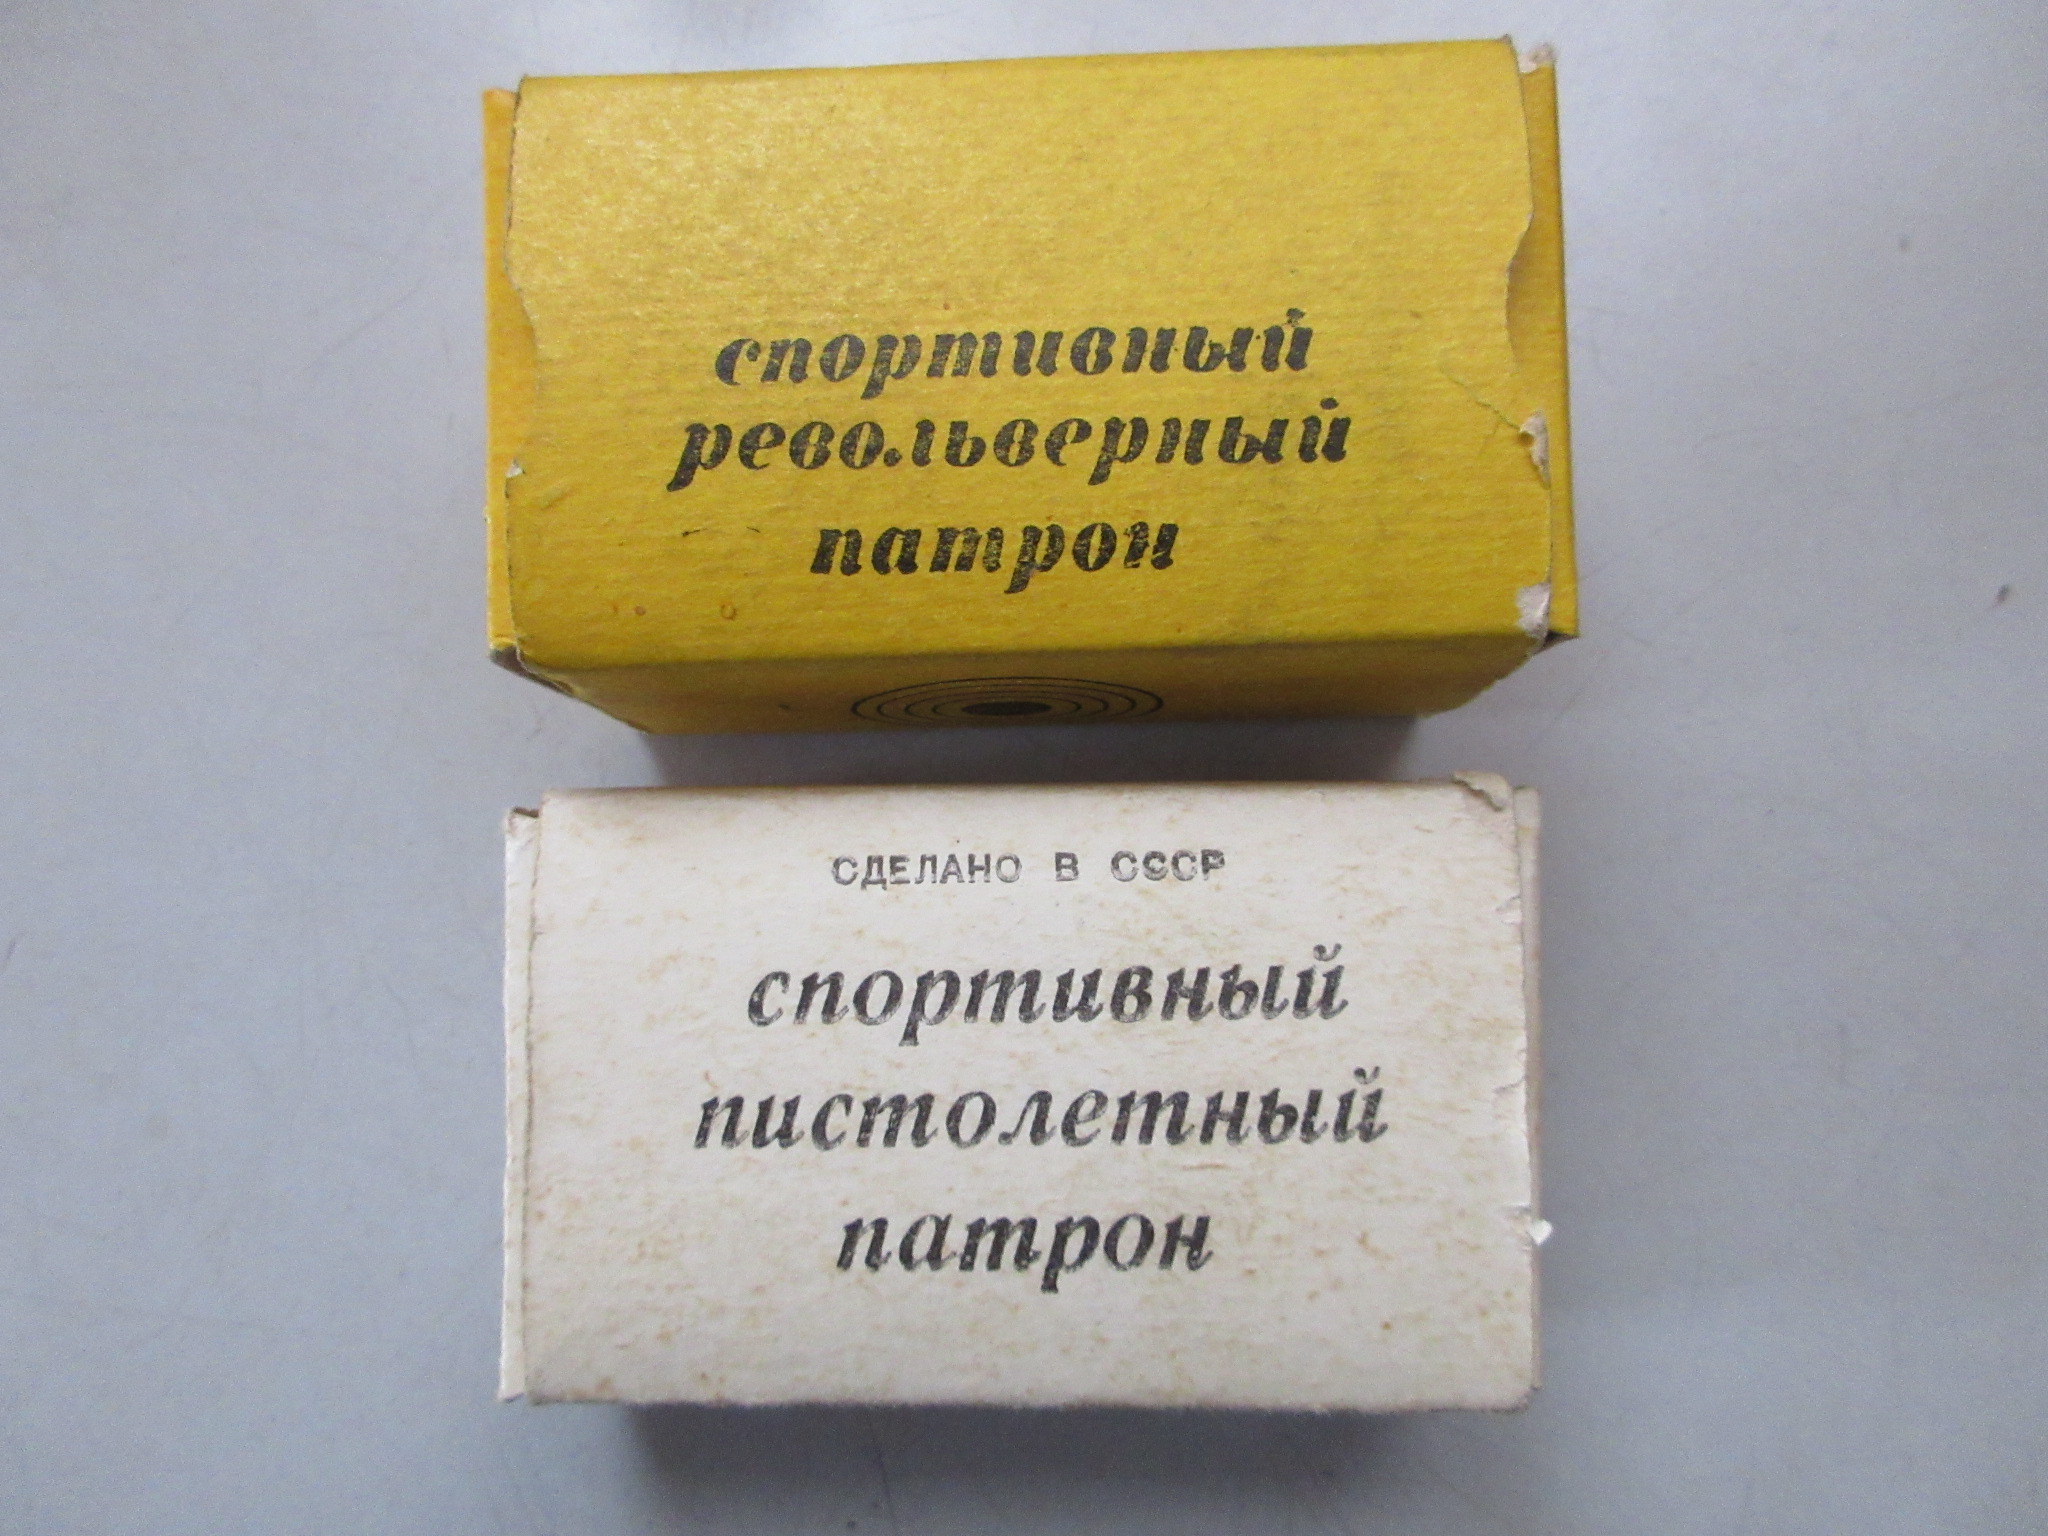 спортивный
револьверный
патрон
СДЕЛАНО В СССР
спортивный
пистолетный
патрон